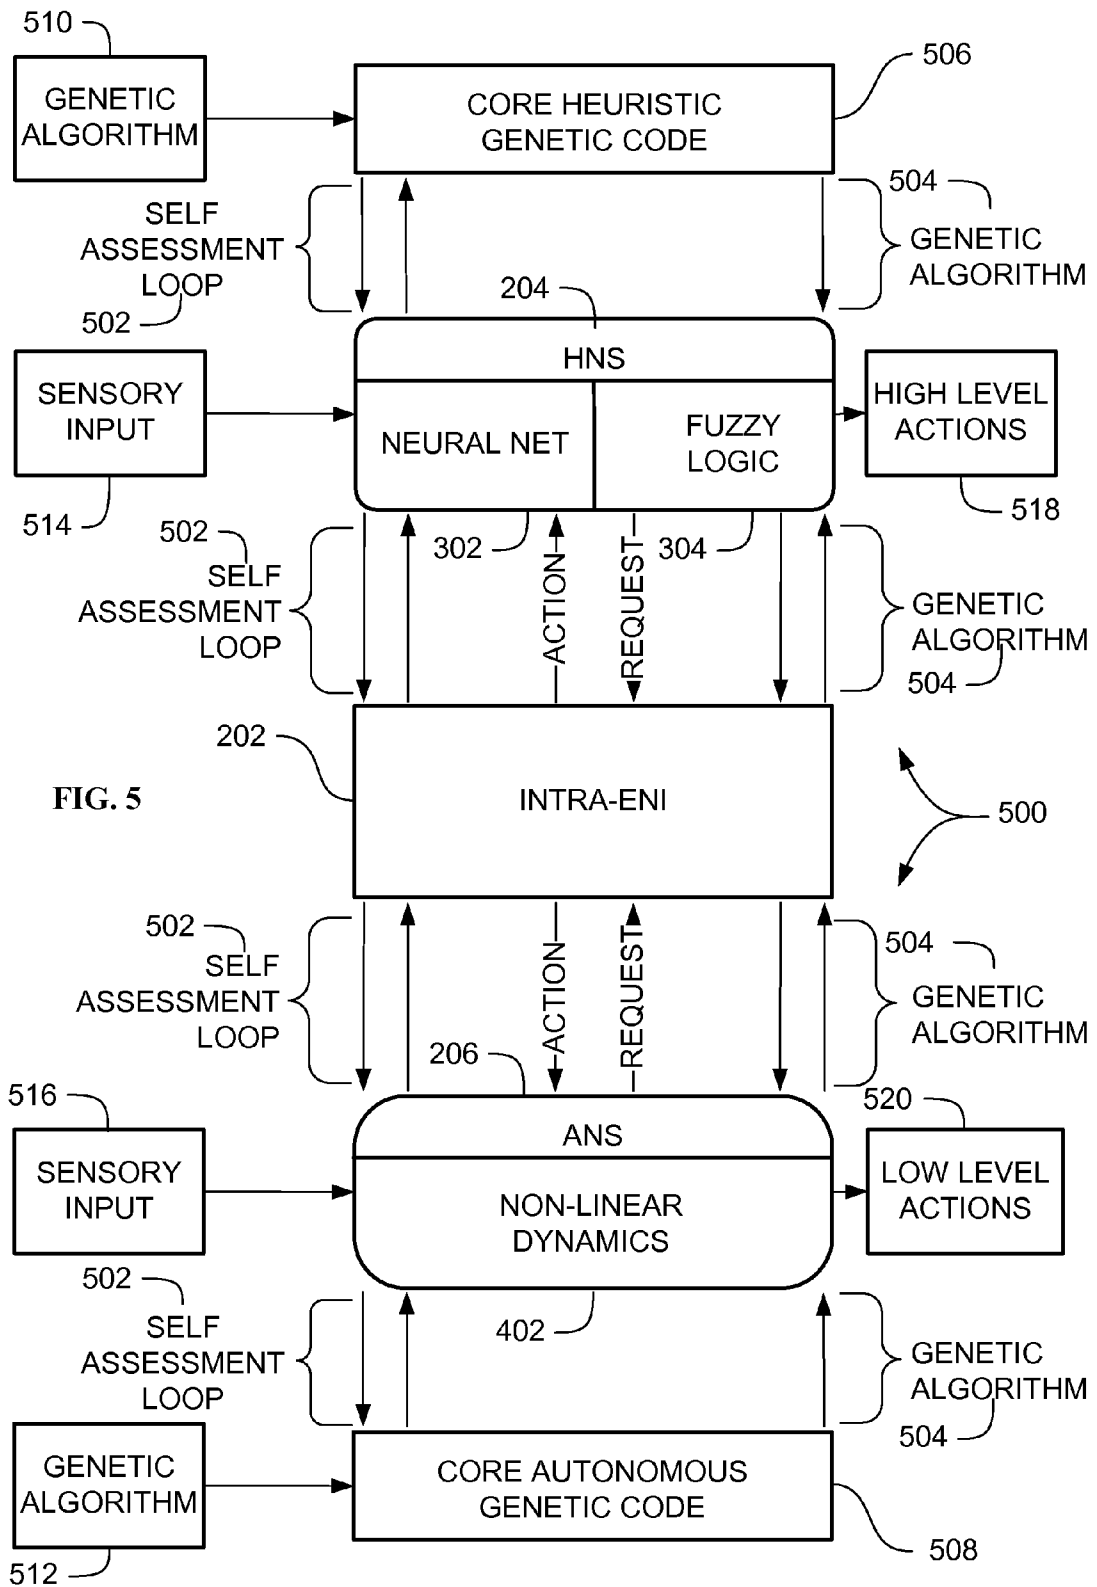 510
506
GENETIC
ALGORITHM
CORE HEURISTIC
GENETIC CODE
504
SELF
ASSESSMENT
LOOP
502
GENETIC
ALGORITHM
204
HNS
SENSORY
INPUT
NEURAL NET
FUZZY
LOGIC
HIGH LEVEL
ACTIONS
514
518
502
302
304
SELF
ASSESSMENT
LOOP
ACTION
REQUEST
GENETIC
ALGORITHM
504
202
FIG. 5
INTRA-ENI
500
502
504
SELF
ASSESSMENT
LOOP
ACTION
REQUEST
GENETIC
ALGORITHM
206
516
520
ANS
SENSORY
INPUT
NON-LINEAR
DYNAMICS
LOW LEVEL
ACTIONS
502
402
SELF
ASSESSMENT
LOOP
GENETIC
ALGORITHM
504
GENETIC
ALGORITHM
CORE AUTONOMOUS
GENETIC CODE
508
512